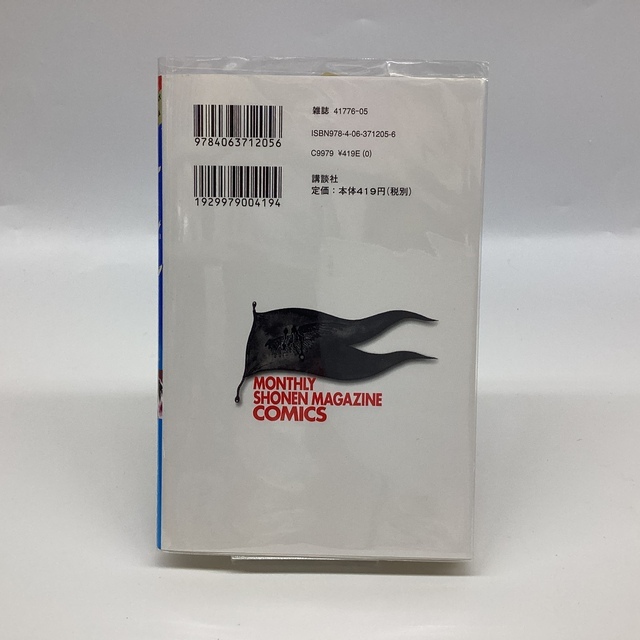 雑誌 41776-05
ISBN978-4-06-371205-6
9784063712056
C9979 ¥419E (0)
講談社
定価：本体419円(税別)
1929979004194
MONTHLY
SHONEN MAGAZINE
COMICS